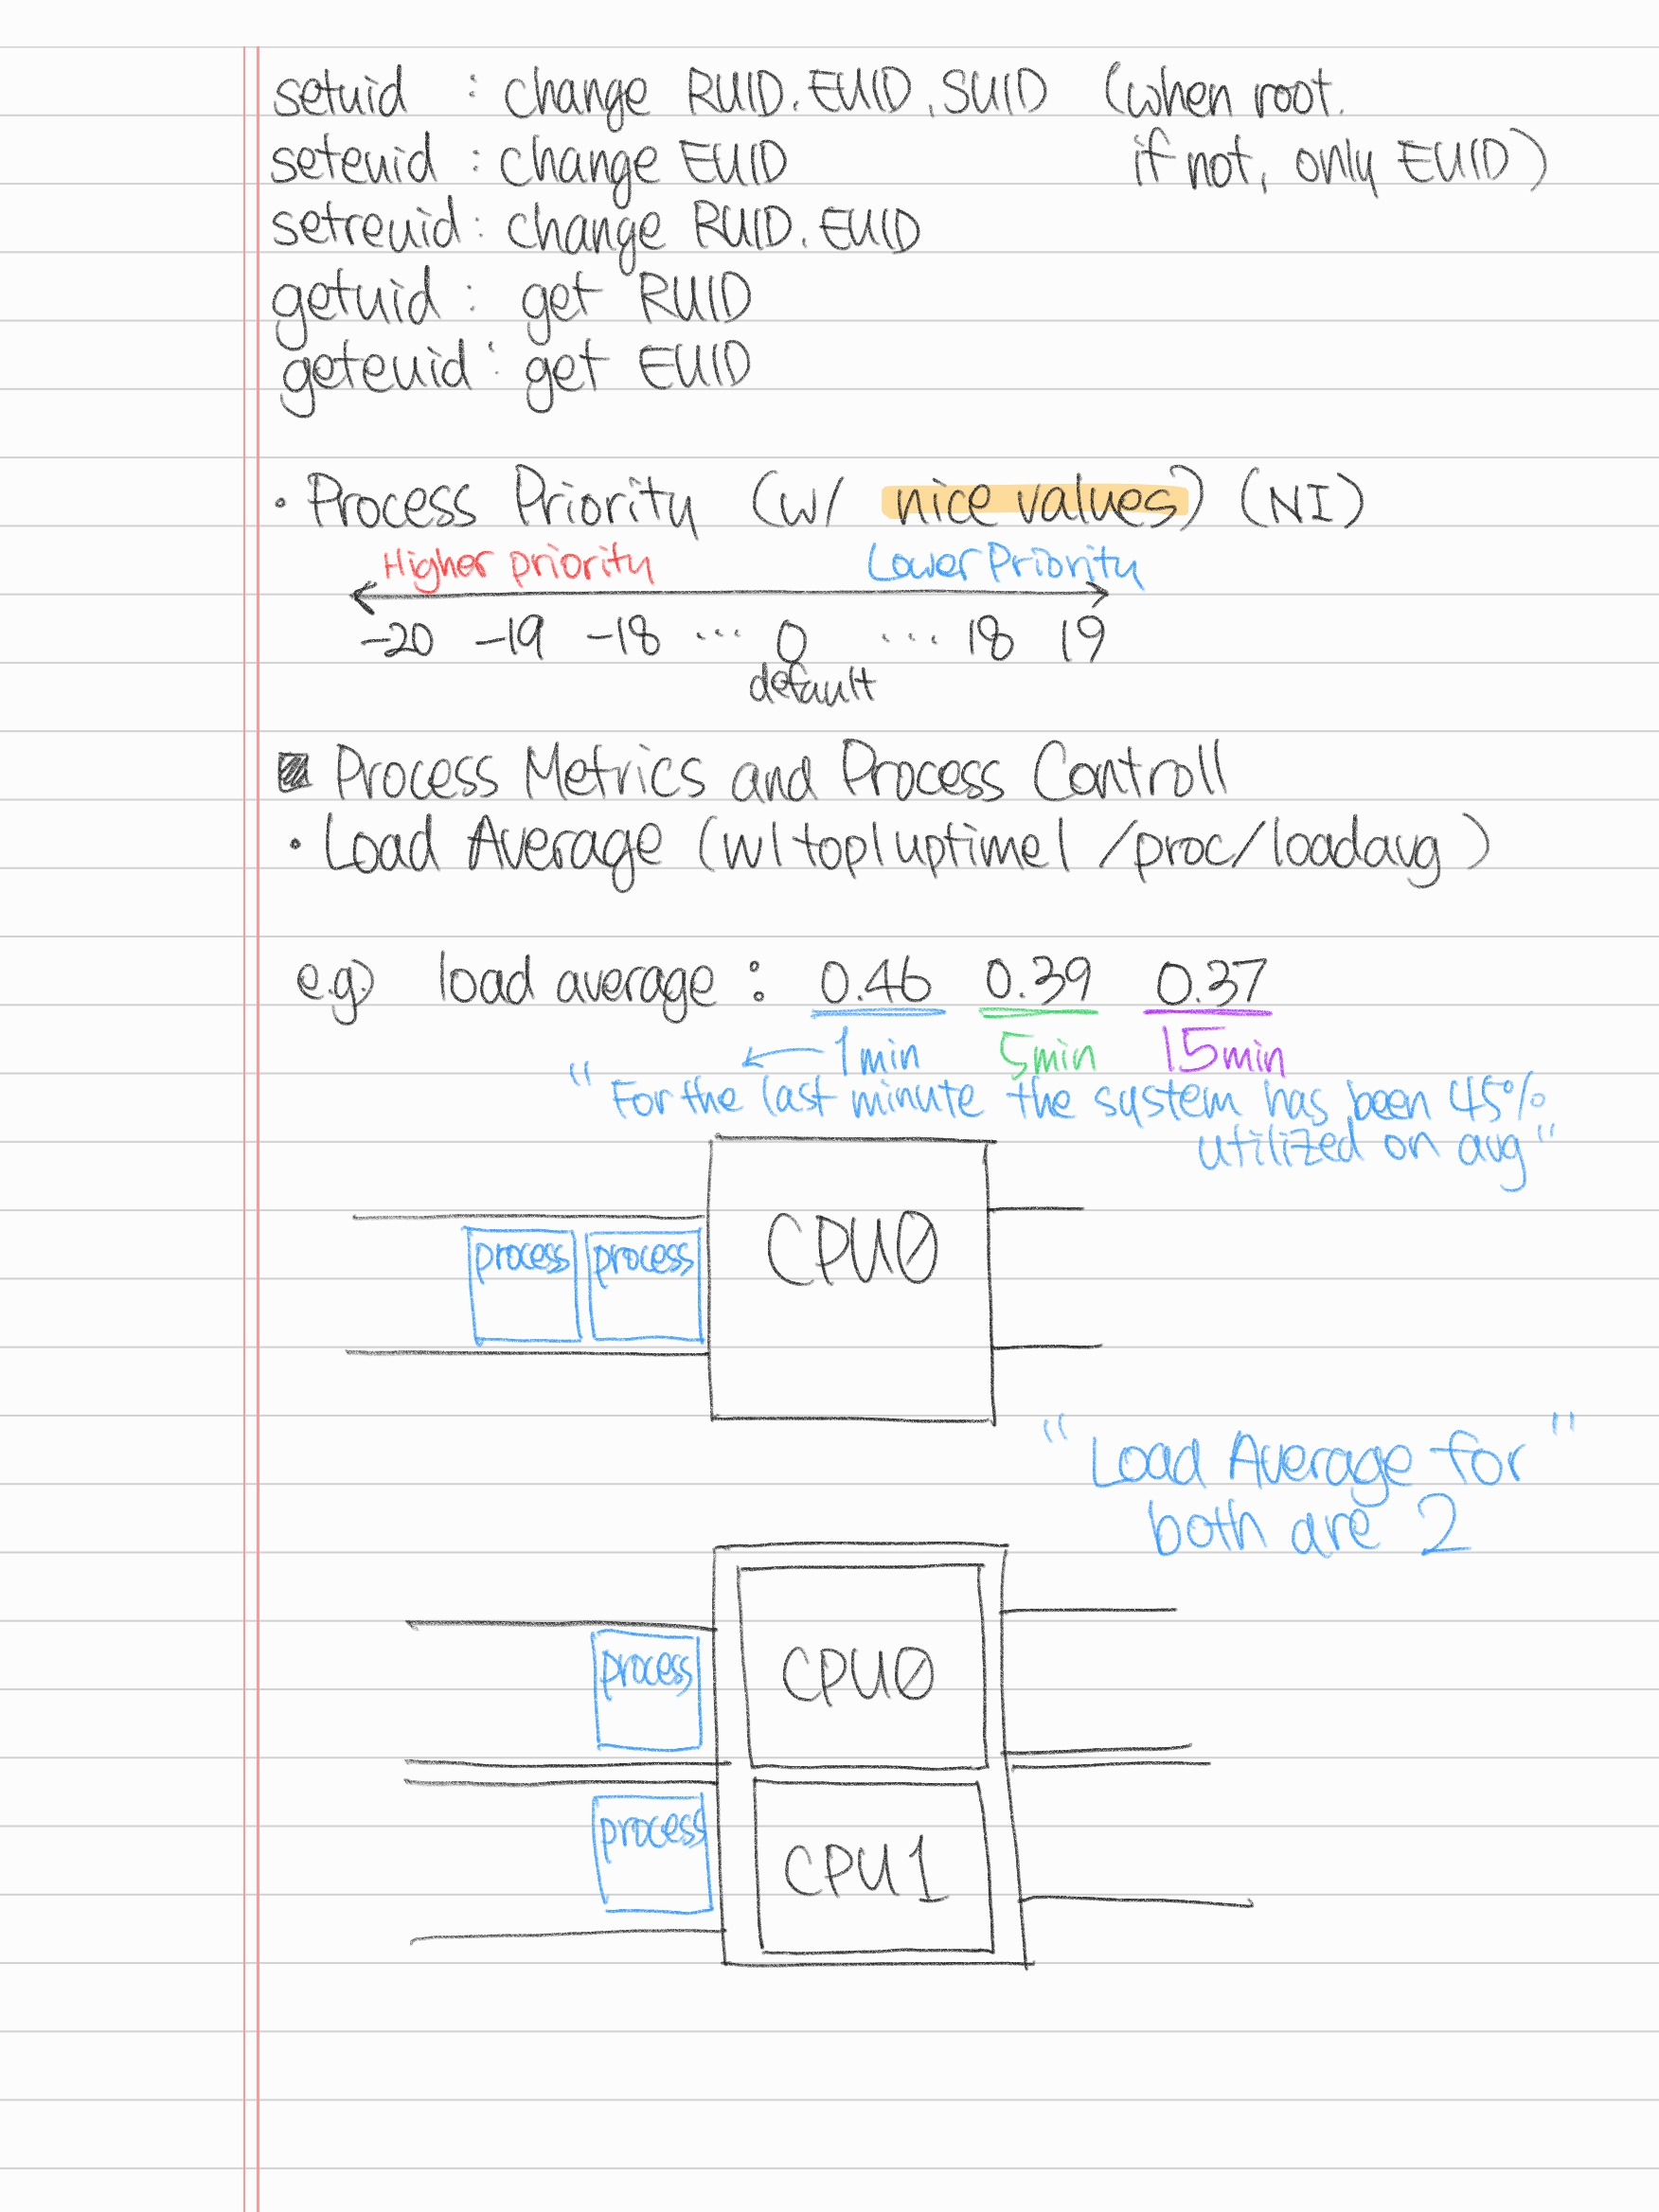 setuid : change RUID. EUID. SUID (when root.
seteuid : change EUID if not, only EUID)
setreuid : change RUID. EUID
getuid : get RUID
geteuid : get EUID
· Process Priority (w/ nice values) (NI)
Higher priority Lower Priority
-20 -19 -18 ... 0 ... 18 19
default
Process Metrics and Process Controll
· Load Average (w|top|uptime| /proc/loadavg )
e.g) load average : 0.46 0.39 0.37
← 1min 5min 15min
" For the last minute the system has been 45%
utilized on avg"
CPU0
process process
" Load Average for "
both are 2
process CPU0
process CPU1